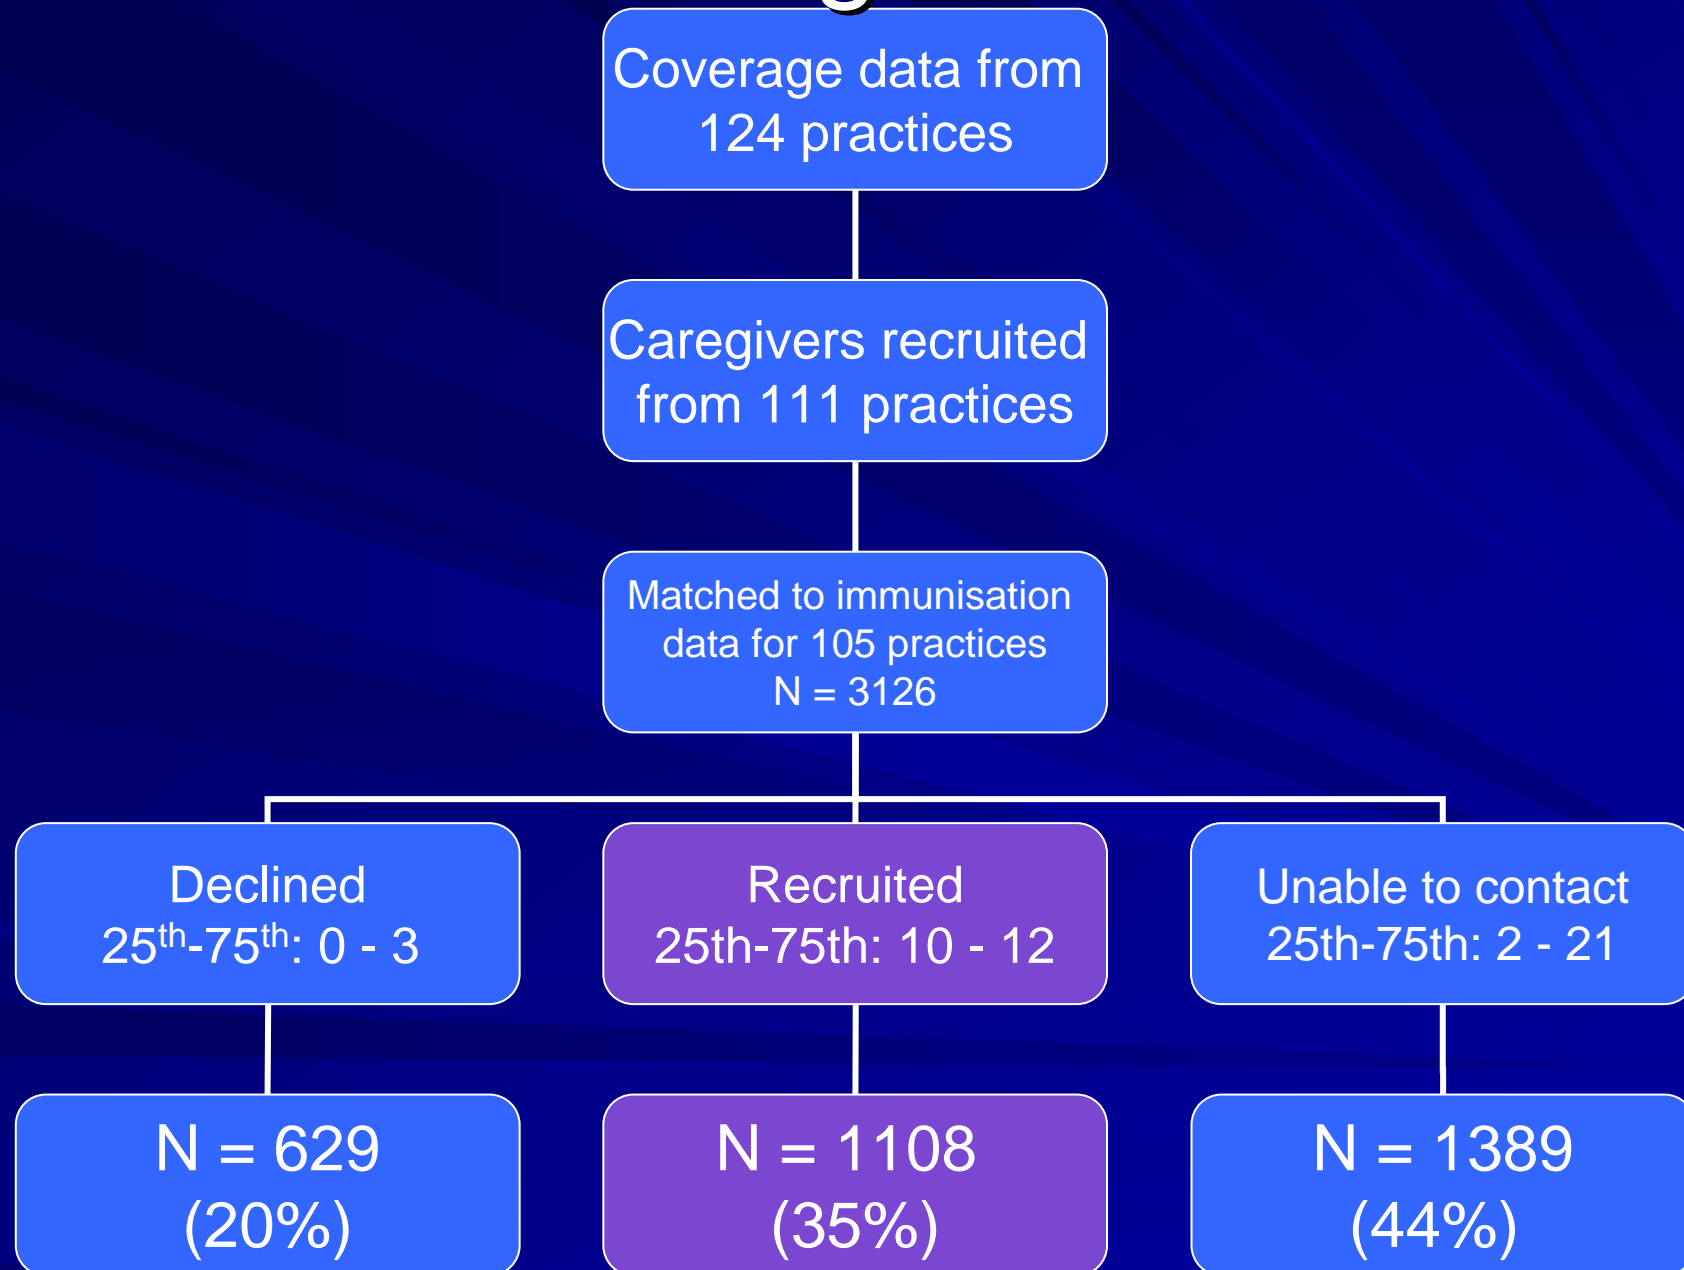 Coverage data from
124 practices
Caregivers recruited
from 111 practices
Matched to immunisation
data for 105 practices
N = 3126
Declined
25th-75th: 0 - 3
Recruited
25th-75th: 10 - 12
Unable to contact
25th-75th: 2 - 21
N = 629
(20%)
N = 1108
(35%)
N = 1389
(44%)